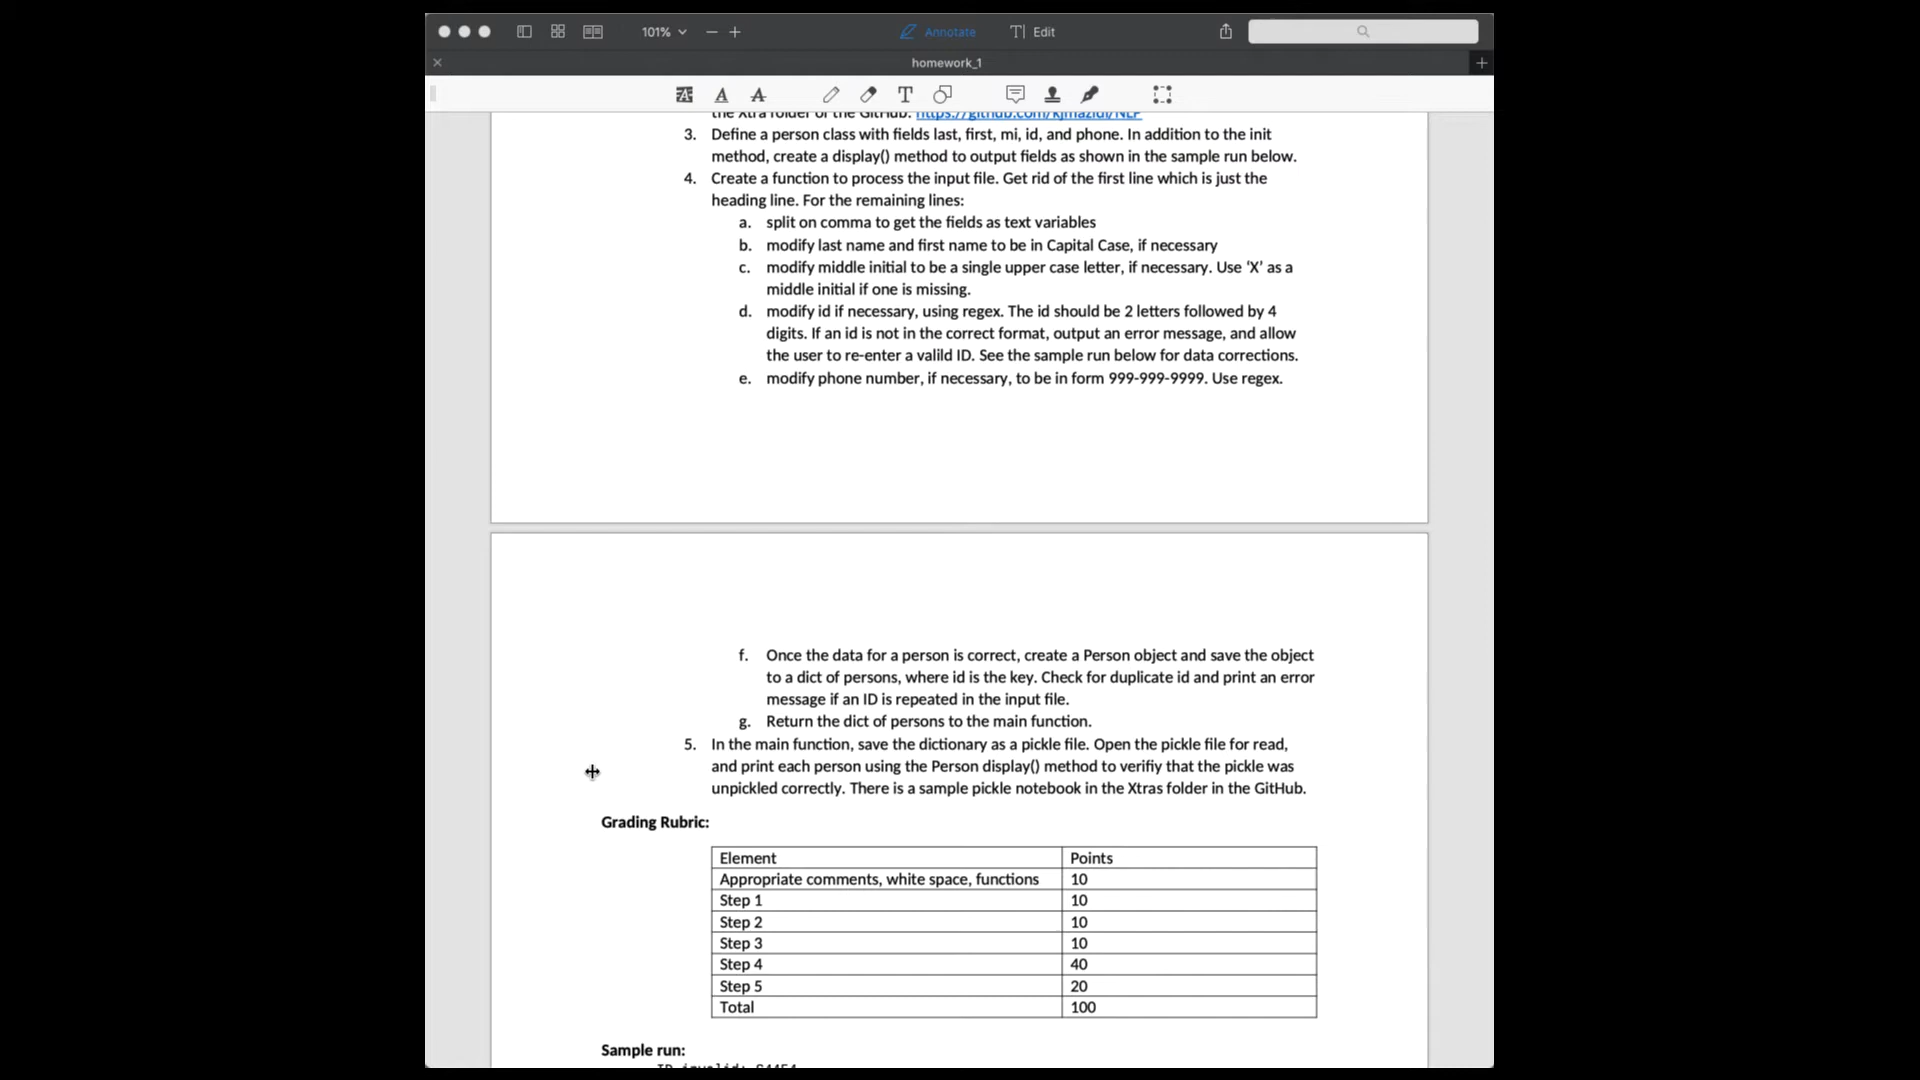 101%
Annotate
T| Edit
homework_1
the Xtra folder of the GitHub. https://github.com/kjmazidi/NLP
3. Define a person class with fields last, first, mi, id, and phone. In addition to the init
method, create a display() method to output fields as shown in the sample run below.
4. Create a function to process the input file. Get rid of the first line which is just the
heading line. For the remaining lines:
a. split on comma to get the fields as text variables
b. modify last name and first name to be in Capital Case, if necessary
c. modify middle initial to be a single upper case letter, if necessary. Use ‘X’ as a
middle initial if one is missing.
d. modify id if necessary, using regex. The id should be 2 letters followed by 4
digits. If an id is not in the correct format, output an error message, and allow
the user to re-enter a valild ID. See the sample run below for data corrections.
e. modify phone number, if necessary, to be in form 999-999-9999. Use regex.
f. Once the data for a person is correct, create a Person object and save the object
to a dict of persons, where id is the key. Check for duplicate id and print an error
message if an ID is repeated in the input file.
g. Return the dict of persons to the main function.
5. In the main function, save the dictionary as a pickle file. Open the pickle file for read,
and print each person using the Person display() method to verifiy that the pickle was
unpickled correctly. There is a sample pickle notebook in the Xtras folder in the GitHub.
Grading Rubric:
Element Points
Appropriate comments, white space, functions 10
Step 1 10
Step 2 10
Step 3 10
Step 4 40
Step 5 20
Total 100
Sample run:
ID invalid: